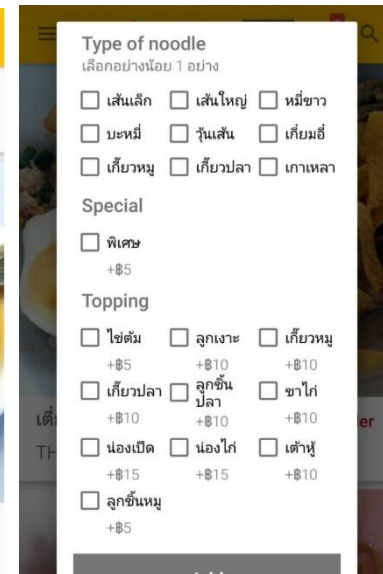 Type of noodle
เลือกอย่างน้อย 1 อย่าง
เส้นเล็ก เส้นใหญ่ หมี่ขาว
บะหมี่ วุ้นเส้น เกี่ยมอี่
เกี๊ยวหมู เกี๊ยวปลา เกาเหลา
Special
พิเศษ
+฿5
Topping
ไข่ต้ม ลูกเงาะ เกี๊ยวหมู
+฿5 +฿10 +฿10
เกี๊ยวปลา ลูกชิ้นปลา ขาไก่
+฿10 +฿10 +฿10
น่องเป็ด น่องไก่ เต้าหู้
+฿15 +฿15 +฿10
ลูกชิ้นหมู
+฿5